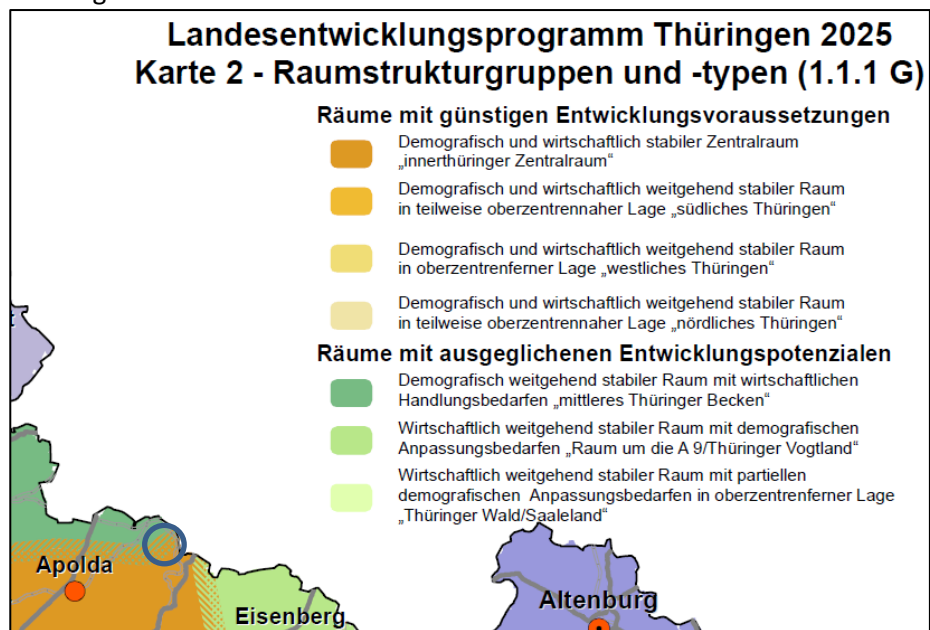 Landesentwicklungsprogramm Thüringen 2025
Karte 2 - Raumstrukturgruppen und -typen (1.1.1 G)
Räume mit günstigen Entwicklungsvoraussetzungen
Demografisch und wirtschaftlich stabiler Zentralraum
„innerthüringer Zentralraum“
Demografisch und wirtschaftlich weitgehend stabiler Raum
in teilweise oberzentrennaher Lage „südliches Thüringen“
Demografisch und wirtschaftlich weitgehend stabiler Raum
in oberzentrenferner Lage „westliches Thüringen“
Demografisch und wirtschaftlich weitgehend stabiler Raum
in teilweise oberzentrennaher Lage „nördliches Thüringen“
Räume mit ausgeglichenen Entwicklungspotenzialen
Demografisch weitgehend stabiler Raum mit wirtschaftlichen
Handlungsbedarfen „mittleres Thüringer Becken“
Wirtschaftlich weitgehend stabiler Raum mit demografischen
Anpassungsbedarfen „Raum um die A 9/Thüringer Vogtland“
Wirtschaftlich weitgehend stabiler Raum mit partiellen
demografischen Anpassungsbedarfen in oberzentrenferner Lage
„Thüringer Wald/Saaleland“
Apolda
Eisenberg
Altenburg